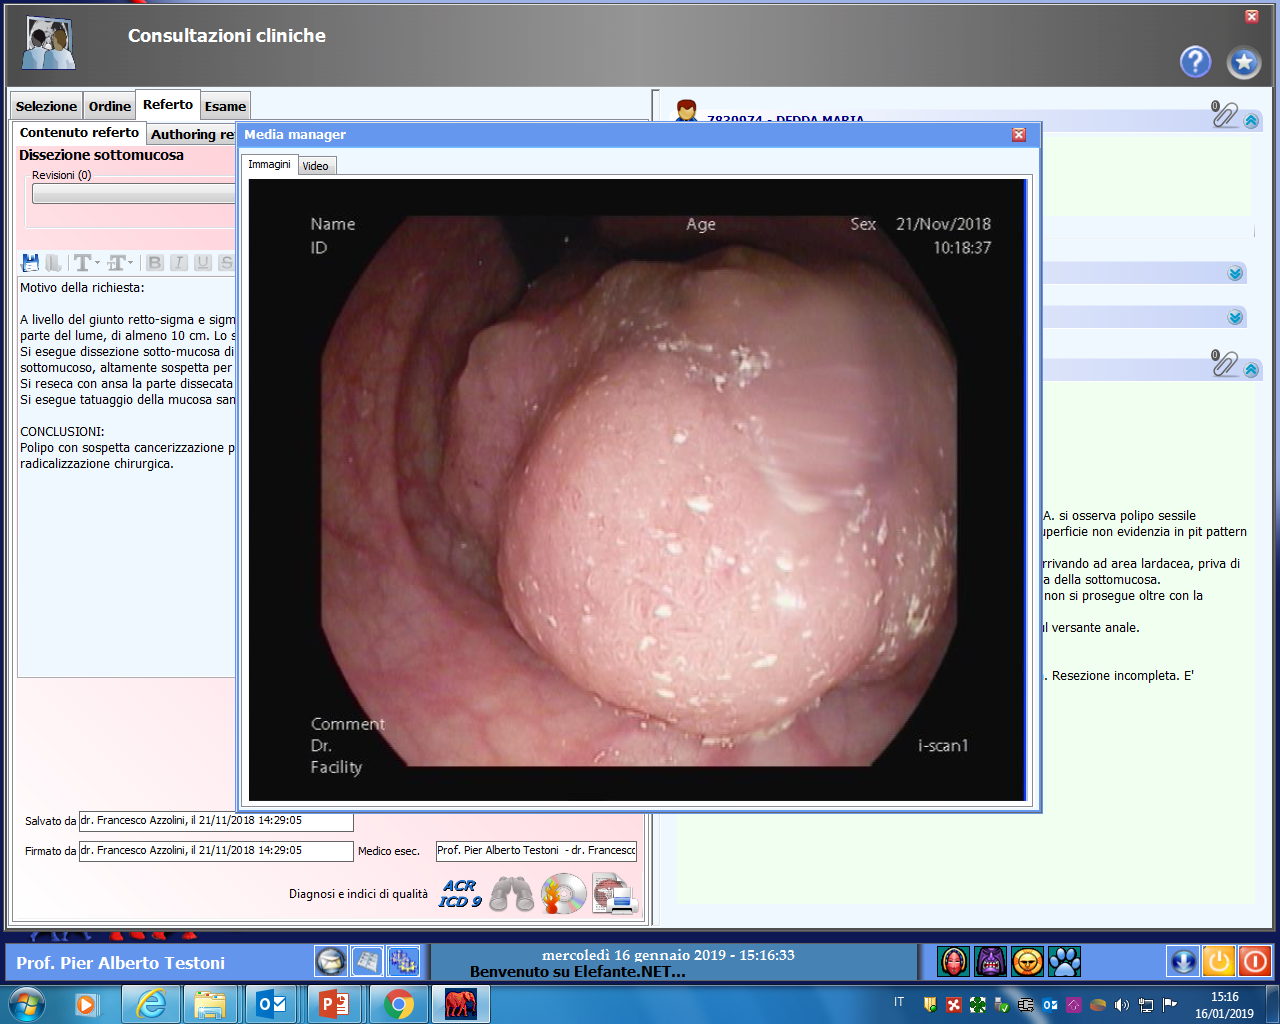 Consultazioni cliniche
Selezione
Ordine
Referto
Esame
Contenuto referto
Authoring
Dissezione sottomucosa
Revisioni (0)
T
T
B
I
U
S
Motivo della richiesta:
A livello del giunto retto-sigma e
parte del lume, di almeno 10 cm. Lo
Si esegue dissezione sotto-mucosa di
sottomucoso, altamente sospetta per
Si reseca con ansa la parte dissecata
Si esegue tatuaggio della mucosa
CONCLUSIONI:
Polipo con sospetta cancerizzazione
radicalizzazione chirurgica.
Salvato da
dr. Francesco Azzolini, il 21/11/2018 14:29:05
Firmato da
dr. Francesco Azzolini, il 21/11/2018 14:29:05
Medico esec.
Prof. Pier Alberto Testoni - dr. Francesco
Diagnosi e indici di qualità
ACR
ICD 9
Media manager
Immagini
Video
Name
Age
Sex
21/Nov/2018
ID
10:18:37
Comment
Dr.
Facility
i-scan1
7830974 - DEDDA MARIA
0
0
A. si osserva polipo sessile
non evidenzia in pit pattern
ad area lardacea, priva di
della sottomucosa.
non si prosegue oltre con la
versante anale.
. Resezione incompleta. E'
Prof. Pier Alberto Testoni
mercoledì 16 gennaio 2019 - 15:16:33
Benvenuto su Elefante.NET...
IT
15:16
16/01/2019